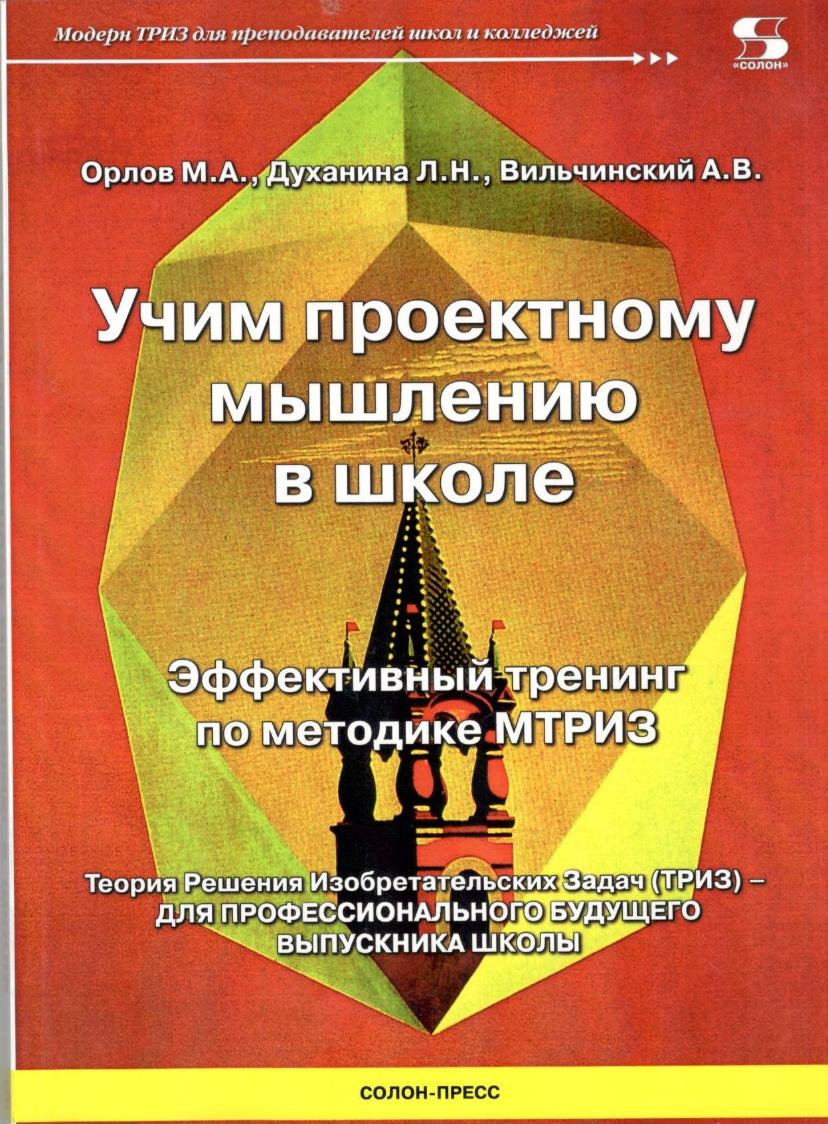 Модерн ТРИЗ для преподавателей школ и колледжей
«СОЛОН»
Орлов М.А., Духанина Л.Н., Вильчинский А.В.
Учим проектному
мышлению
в школе
Эффективный тренинг
по методике МТРИЗ
Теория Решения Изобретательских Задач (ТРИЗ) –
ДЛЯ ПРОФЕССИОНАЛЬНОГО БУДУЩЕГО
ВЫПУСКНИКА ШКОЛЫ
СОЛОН-ПРЕСС